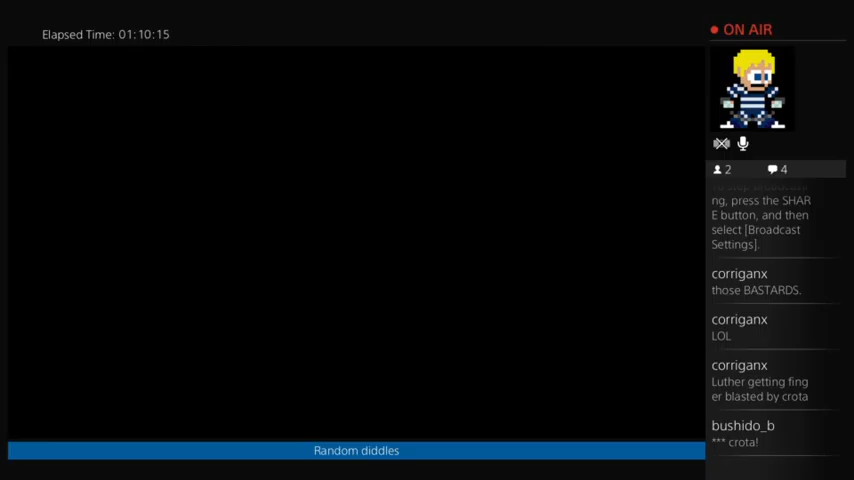 Elapsed Time: 01:10:15
ON AIR
2
4
ng, press the SHAR
E button, and then
select [Broadcast
Settings].
corriganx
those BASTARDS.
corriganx
LOL
corriganx
Luther getting fing
er blasted by crota
bushido_b
*** crota!
Random diddles